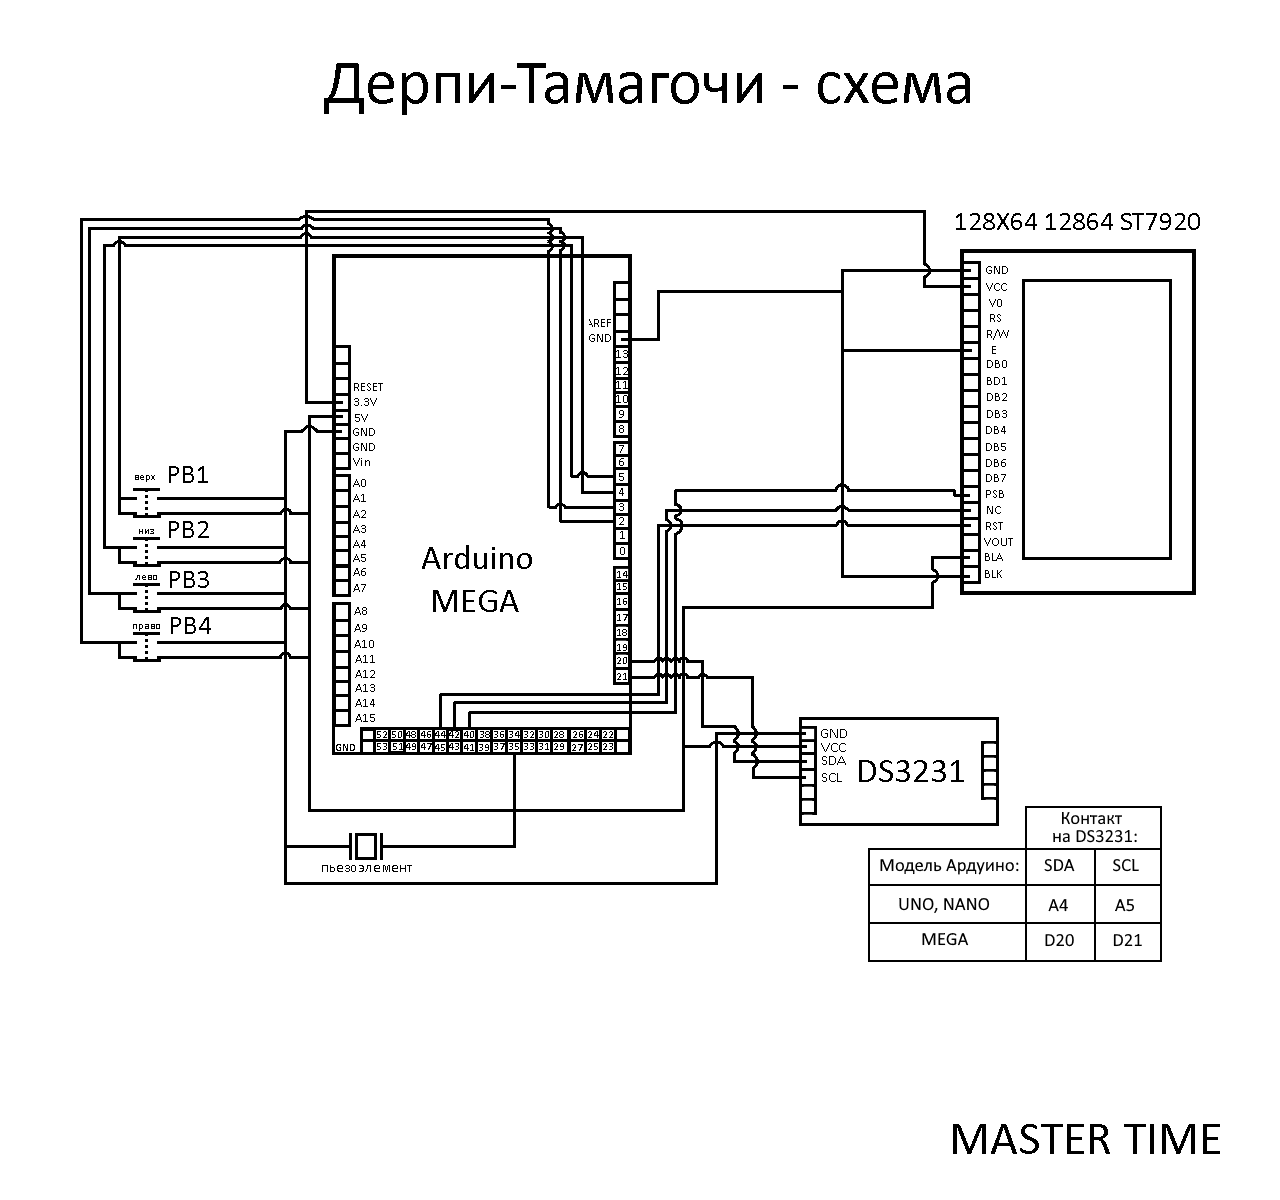 Дерпи-Тамагочи - схема
128X64 12864 ST7920
GND
VCC
V0
RS
R/W
E
DB0
BD1
DB2
DB3
DB4
DB5
DB6
DB7
PSB
NC
RST
VOUT
BLA
BLK
AREF
GND
13
12
11
10
9
8
7
6
5
4
3
2
1
0
14
15
16
17
18
19
20
21
RESET
3.3V
5V
GND
GND
Vin
A0
A1
A2
A3
A4
A5
A6
A7
A8
A9
A10
A11
A12
A13
A14
A15
Arduino
MEGA
верх PB1
низ PB2
лево PB3
право PB4
52 50 48 46 44 42 40 38 36 34 32 30 28 26 24 22
GND 53 51 49 47 45 43 41 39 37 35 33 31 29 27 25 23
пьезоэлемент
GND
VCC
SDA
SCL
DS3231
Контакт
на DS3231:
Модель Ардуино: SDA SCL
UNO, NANO A4 A5
MEGA D20 D21
MASTER TIME